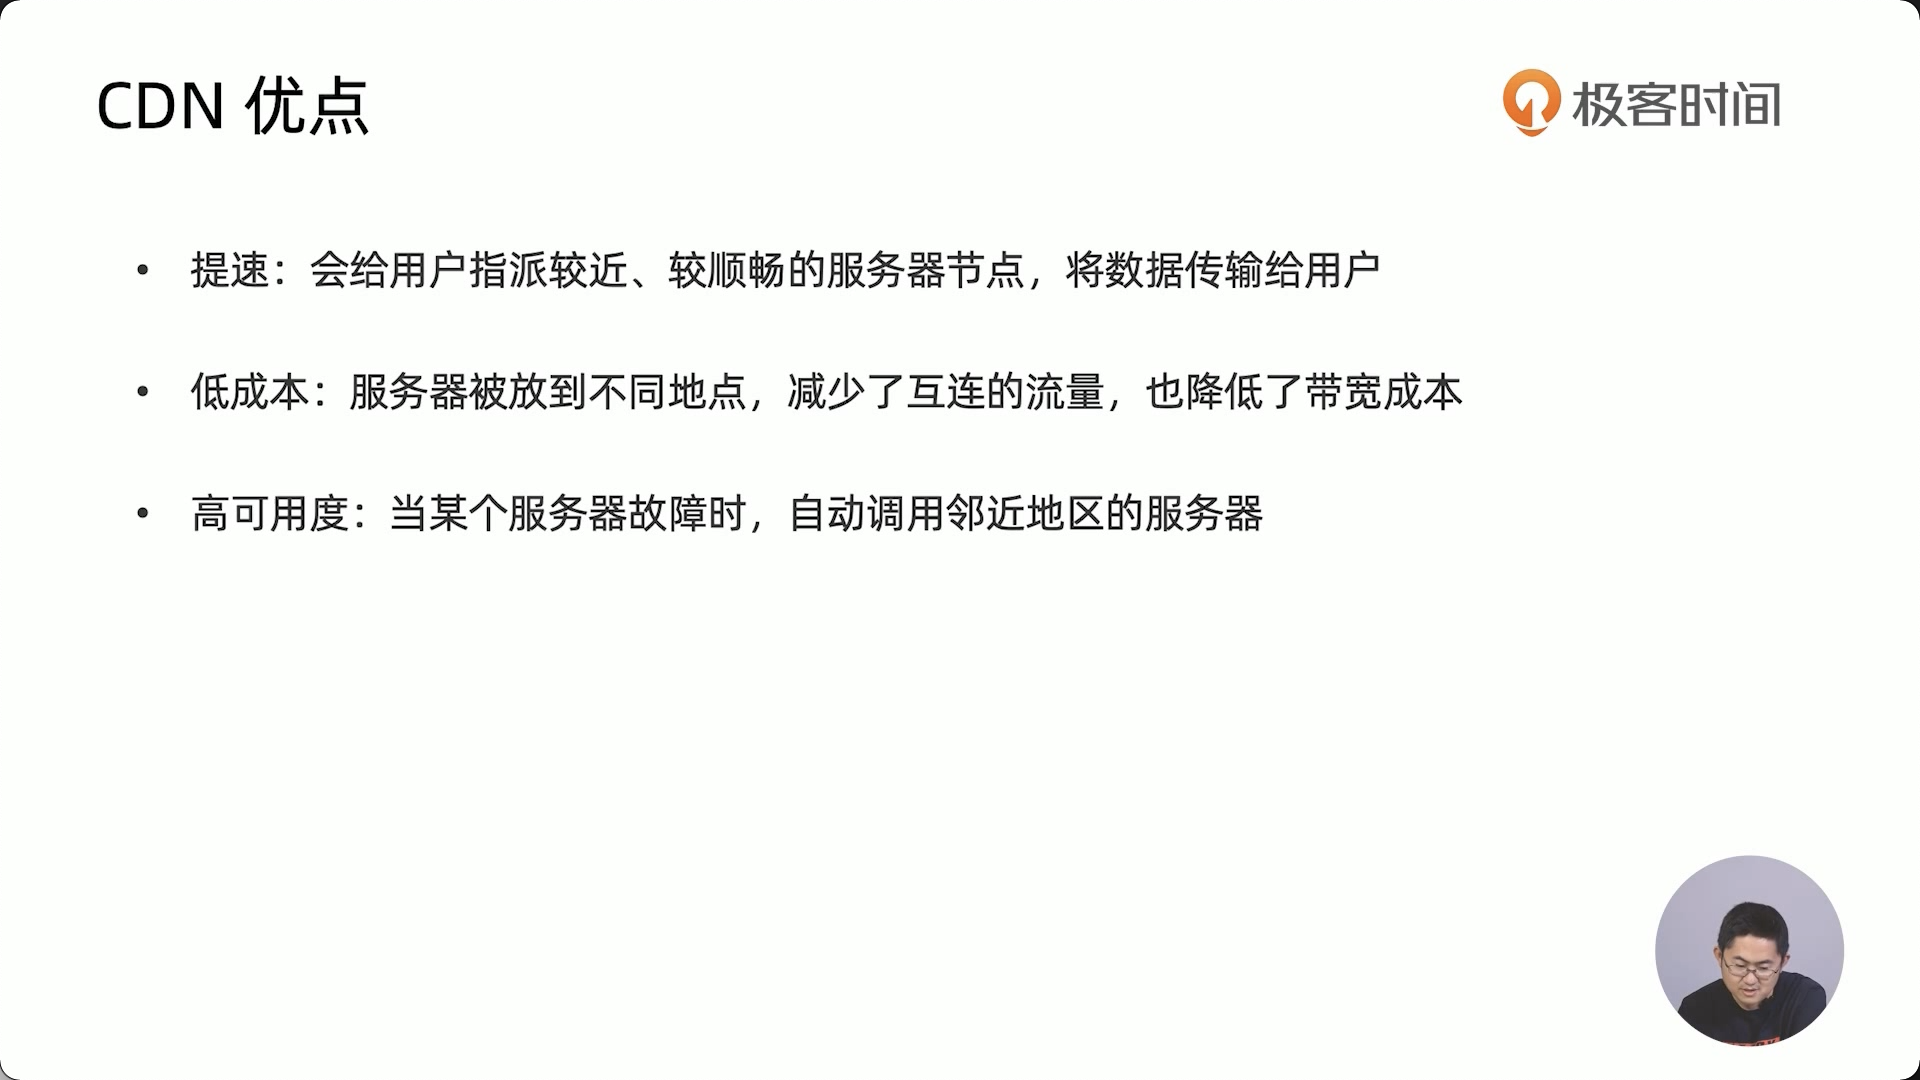 CDN 优点
极客时间
• 提速：会给用户指派较近、较顺畅的服务器节点，将数据传输给用户
• 低成本：服务器被放到不同地点，减少了互连的流量，也降低了带宽成本
• 高可用度：当某个服务器故障时，自动调用邻近地区的服务器